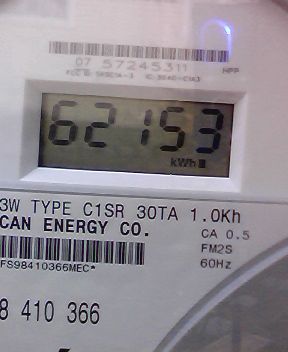 07 57245311
HPP
62153
kWh
3W TYPE C1SR 30TA 1.0Kh
CAN ENERGY CO.
CA 0.5
FM2S
60Hz
FS98410366MEC*
8 410 366